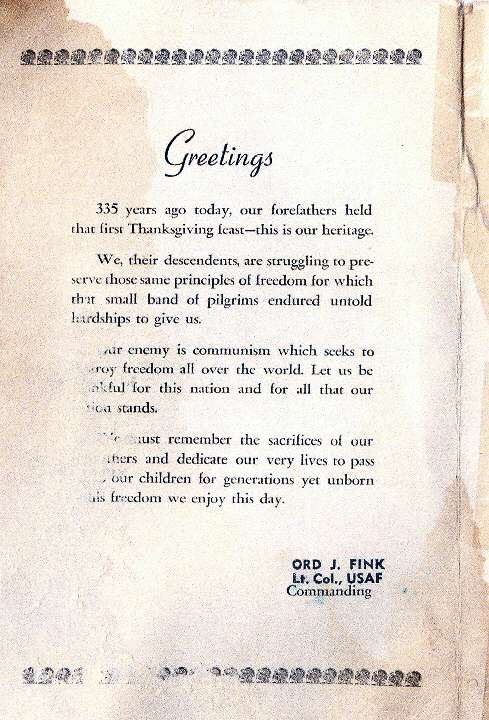 Greetings
335 years ago today, our forefathers held
that first Thanksgiving feast—this is our heritage.
We, their descendents, are struggling to pre-
serve those same principles of freedom for which
that small band of pilgrims endured untold
hardships to give us.
enemy is communism which seeks to
freedom all over the world. Let us be
for this nation and for all that our
stands.
must remember the sacrifices of our
and dedicate our very lives to pass
our children for generations yet unborn
this freedom we enjoy this day.
ORD J. FINK
Lt. Col., USAF
Commanding